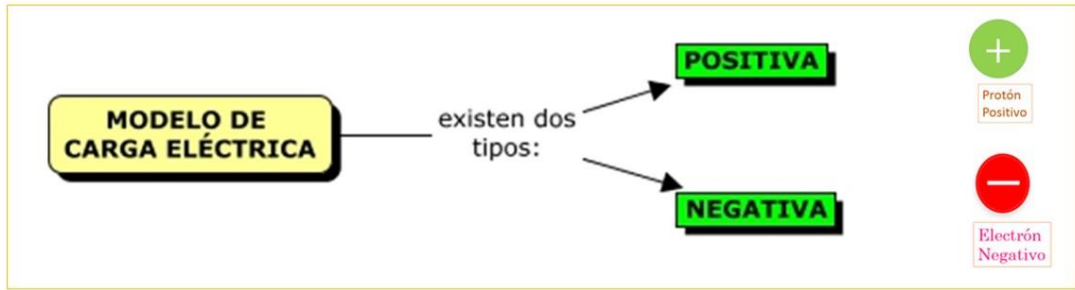 MODELO DE
CARGA ELÉCTRICA
existen dos
tipos:
POSITIVA
NEGATIVA
+
Protón
Positivo
−
Electrón
Negativo